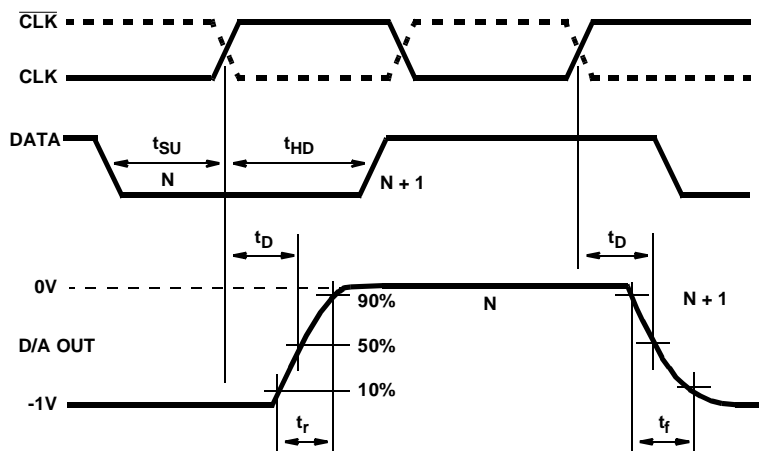 CLK
CLK
DATA
tSU
tHD
N
N + 1
tD
tD
0V
90%
N
N + 1
D/A OUT
50%
10%
-1V
tr
tf